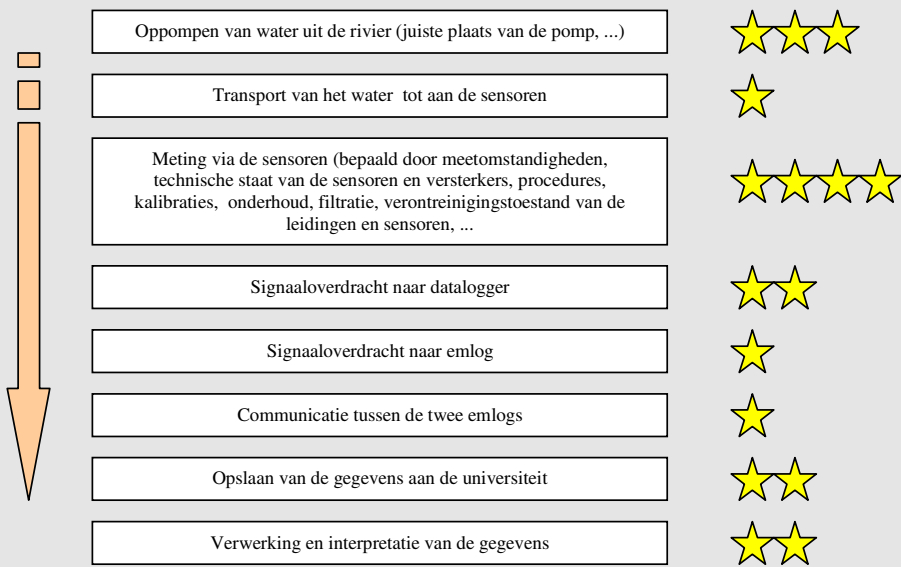 Oppompen van water uit de rivier (juiste plaats van de pomp, ...)
Transport van het water tot aan de sensoren
Meting via de sensoren (bepaald door meetomstandigheden,
technische staat van de sensoren en versterkers, procedures,
kalibraties, onderhoud, filtratie, verontreinigingstoestand van de
leidingen en sensoren, ...
Signaaloverdracht naar datalogger
Signaaloverdracht naar emlog
Communicatie tussen de twee emlogs
Opslaan van de gegevens aan de universiteit
Verwerking en interpretatie van de gegevens